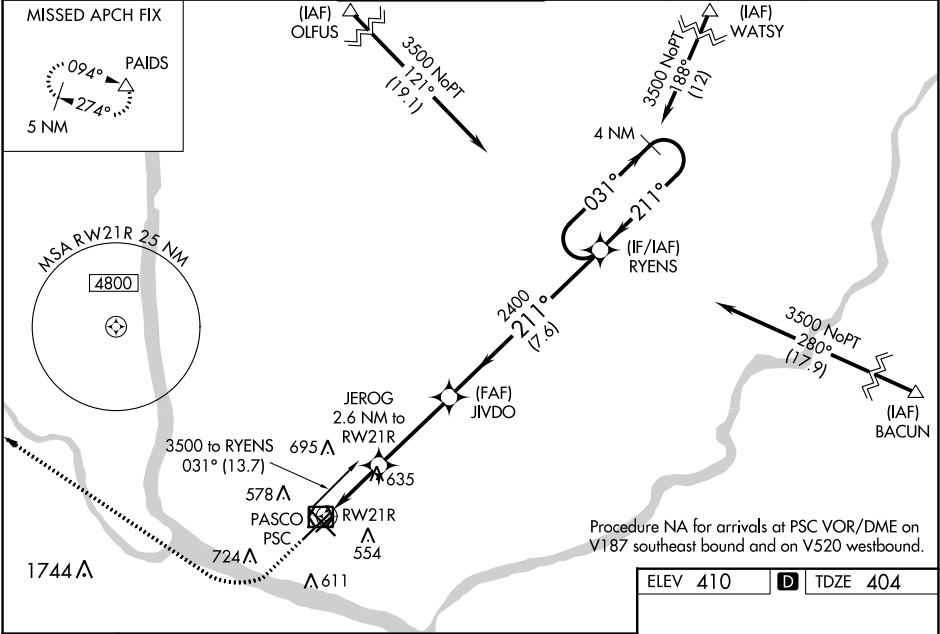 MISSED APCH FIX
094°
PAIDS
274°
5 NM
(IAF)
OLFUS
3500 NoPT
121°
(19.1)
(IAF)
WATSY
3500 NoPT
188°
(12)
4 NM
031°
211°
(IF/IAF)
RYENS
MSA RW21R 25 NM
4800
2400
211°
(7.6)
3500 NoPT
280°
(17.9)
(IAF)
BACUN
(FAF)
JIVDO
JEROG
2.6 NM to
RW21R
695
3500 to RYENS
031° (13.7)
635
578
PASCO
PSC
RW21R
554
724
611
1744
Procedure NA for arrivals at PSC VOR/DME on
V187 southeast bound and on V520 westbound.
ELEV 410 D TDZE 404